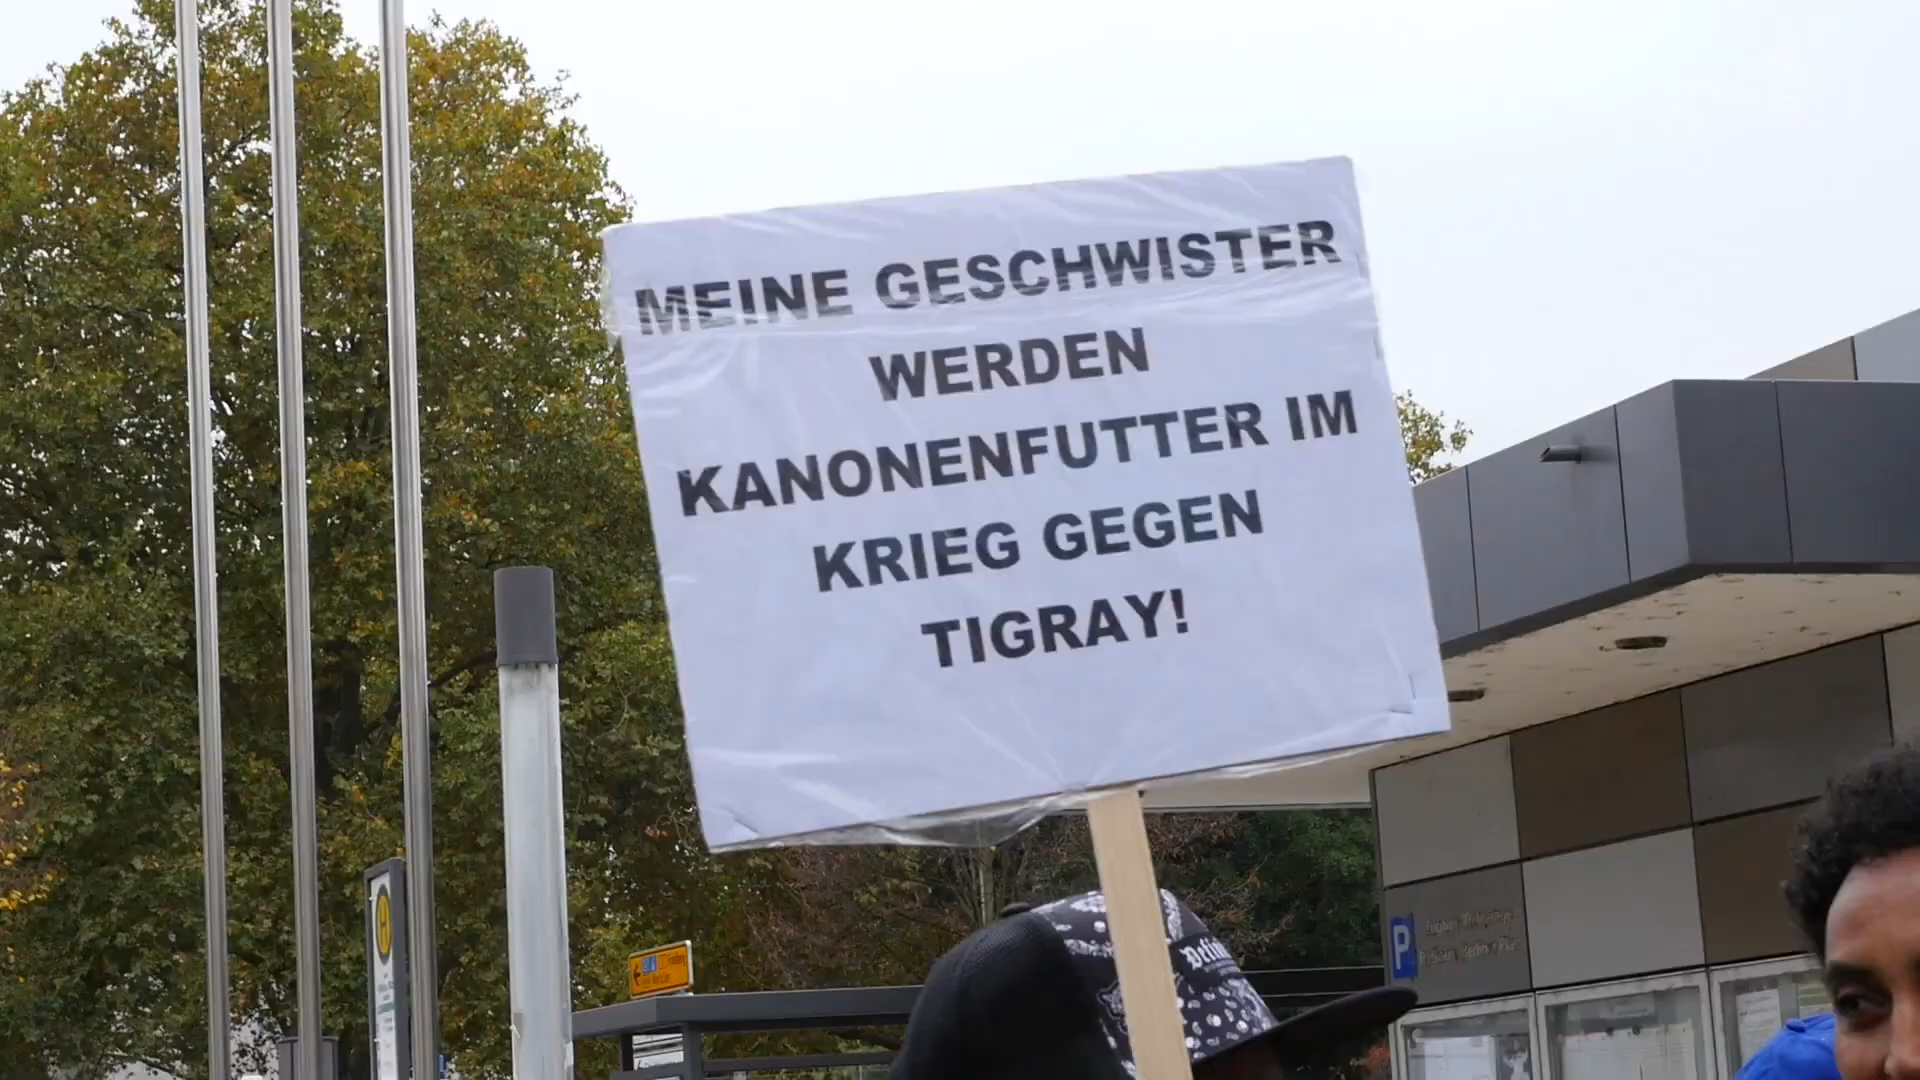 MEINE GESCHWISTER
WERDEN
KANONENFUTTER IM
KRIEG GEGEN
TIGRAY!
H
P